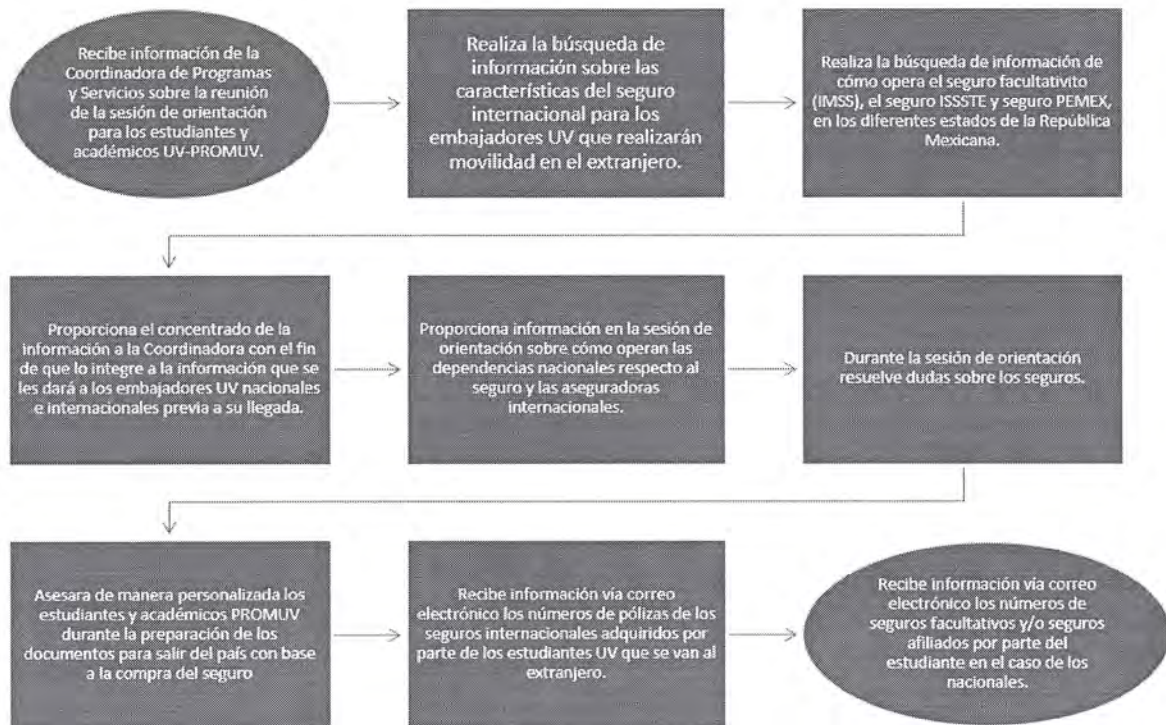 Recibe información de la
Coordinadora de Programas
y Servicios sobre la reunión
de la sesión de orientación
para los estudiantes y
académicos UV-PROMUV.
Realiza la búsqueda de
información sobre las
características del seguro
internacional para los
embajadores UV que realizarán
movilidad en el extranjero.
Realiza la búsqueda de información de
cómo opera el seguro facultativito
(IMSS), el seguro ISSSTE y seguro PEMEX,
en los diferentes estados de la República
Mexicana.
Proporciona el concentrado de la
información a la Coordinadora con el fin
de que lo integre a la información que se
les dará a los embajadores UV nacionales
e internacionales previa a su llegada.
Proporciona información en la sesión de
orientación sobre cómo operan las
dependencias nacionales respecto al
seguro y las aseguradoras
internacionales.
Durante la sesión de orientación
resuelve dudas sobre los seguros.
Asesara de manera personalizada los
estudiantes y académicos PROMUV
durante la preparación de los
documentos para salir del país con base
a la compra del seguro
Recibe información vía correo
electrónico los números de pólizas de los
seguros internacionales adquiridos por
parte de los estudiantes UV que se van al
extranjero.
Recibe información vía correo
electrónico los números de
seguros facultativos y/o seguros
afiliados por parte del
estudiante en el caso de los
nacionales.